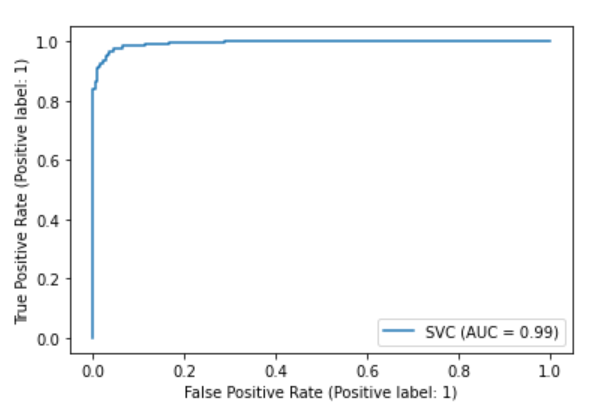 1.0
0.8
0.6
0.4
0.2
0.0
True Positive Rate (Positive label: 1)
SVC (AUC = 0.99)
0.0 0.2 0.4 0.6 0.8 1.0
False Positive Rate (Positive label: 1)